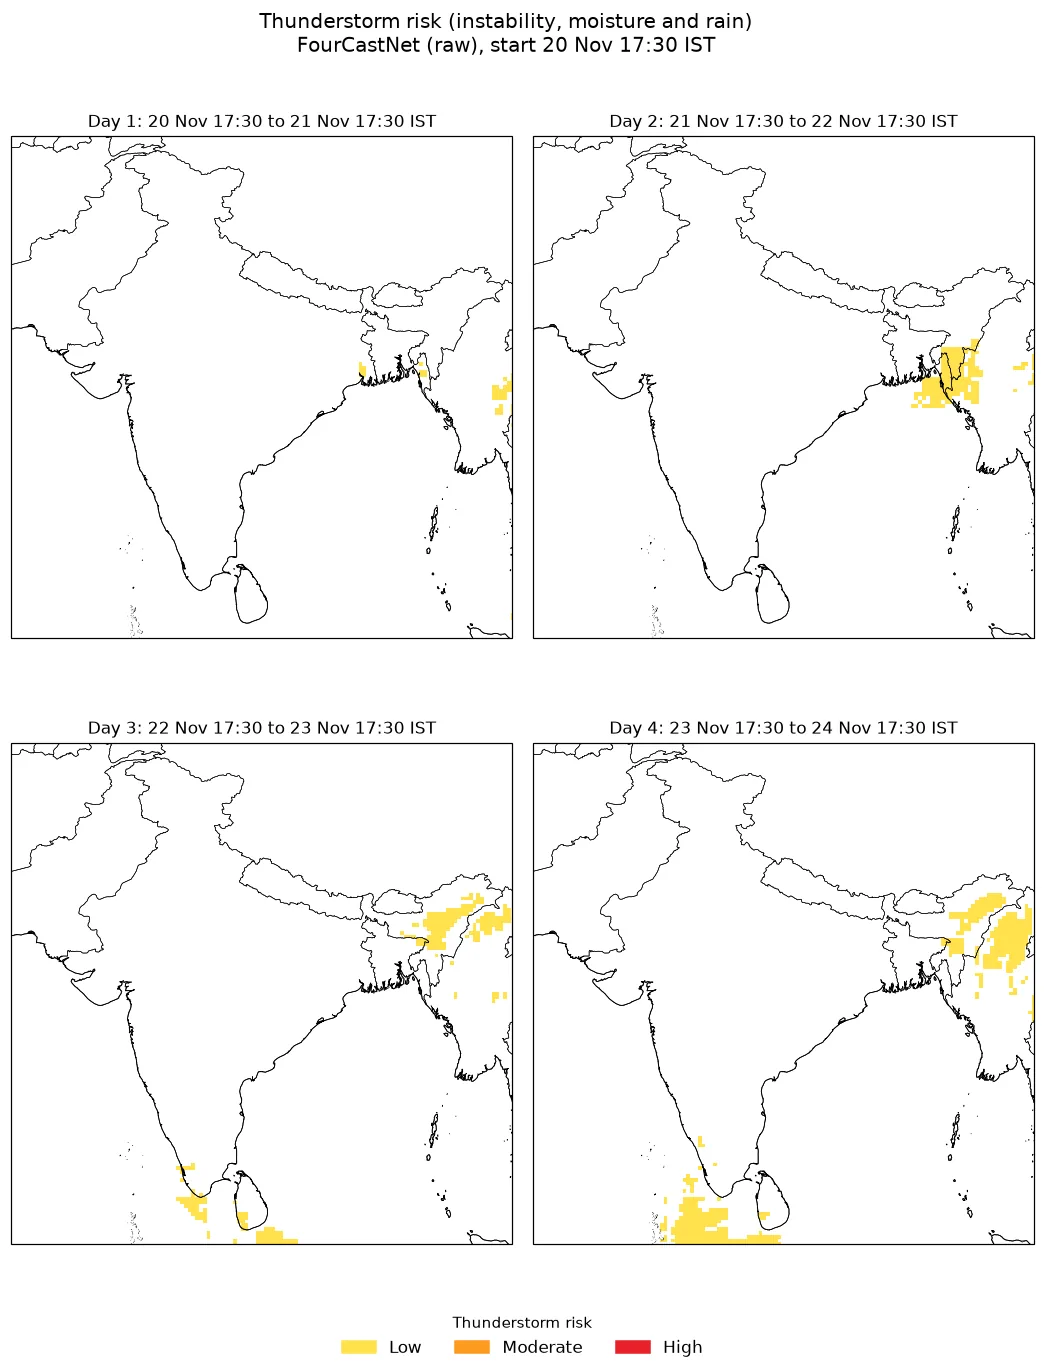 Thunderstorm risk (instability, moisture and rain)
FourCastNet (raw), start 20 Nov 17:30 IST
Day 1: 20 Nov 17:30 to 21 Nov 17:30 IST
Day 2: 21 Nov 17:30 to 22 Nov 17:30 IST
Day 3: 22 Nov 17:30 to 23 Nov 17:30 IST
Day 4: 23 Nov 17:30 to 24 Nov 17:30 IST
Thunderstorm risk
Low Moderate High